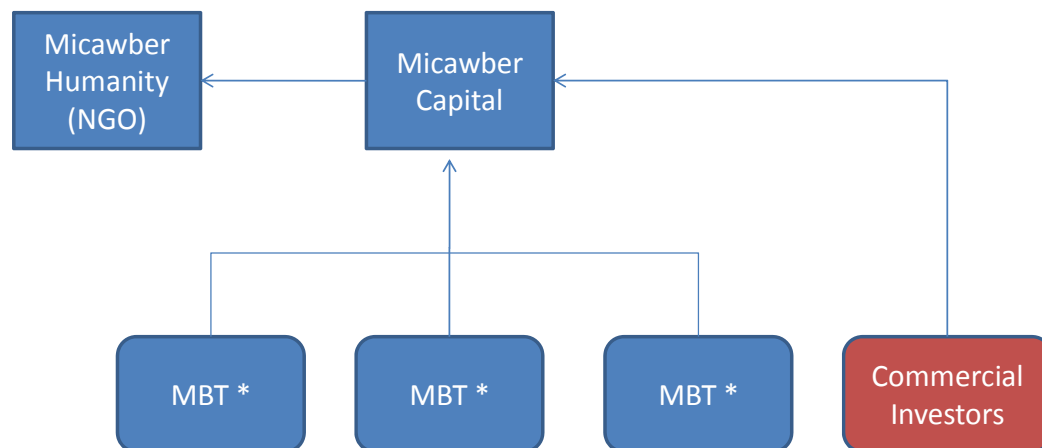 Micawber
Humanity
(NGO)
Micawber
Capital
MBT *
MBT *
MBT *
Commercial
Investors